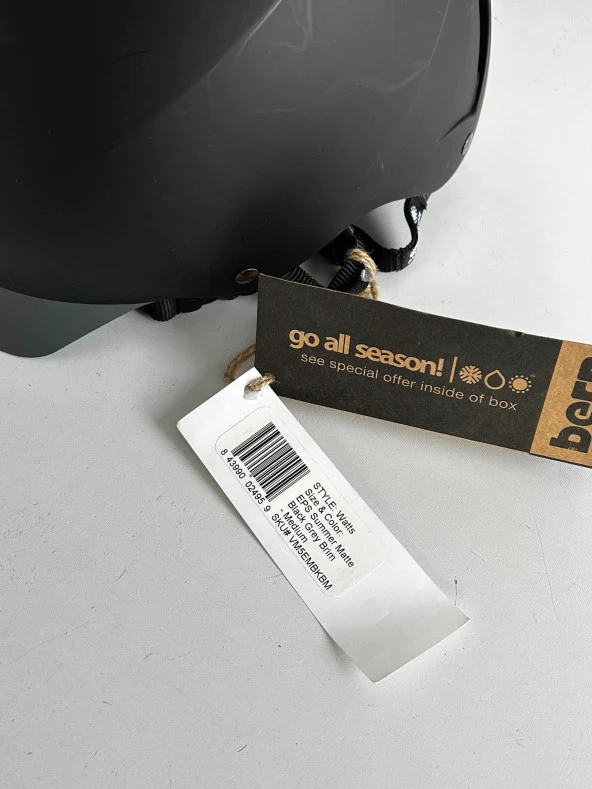 go all season!
see special offer inside of box
bern
8 43990 02495 9
STYLE: Watts
Size & Color:
EPS Summer Matte
Black Grey Brim
- Medium
SKU# VM5EMBKBM